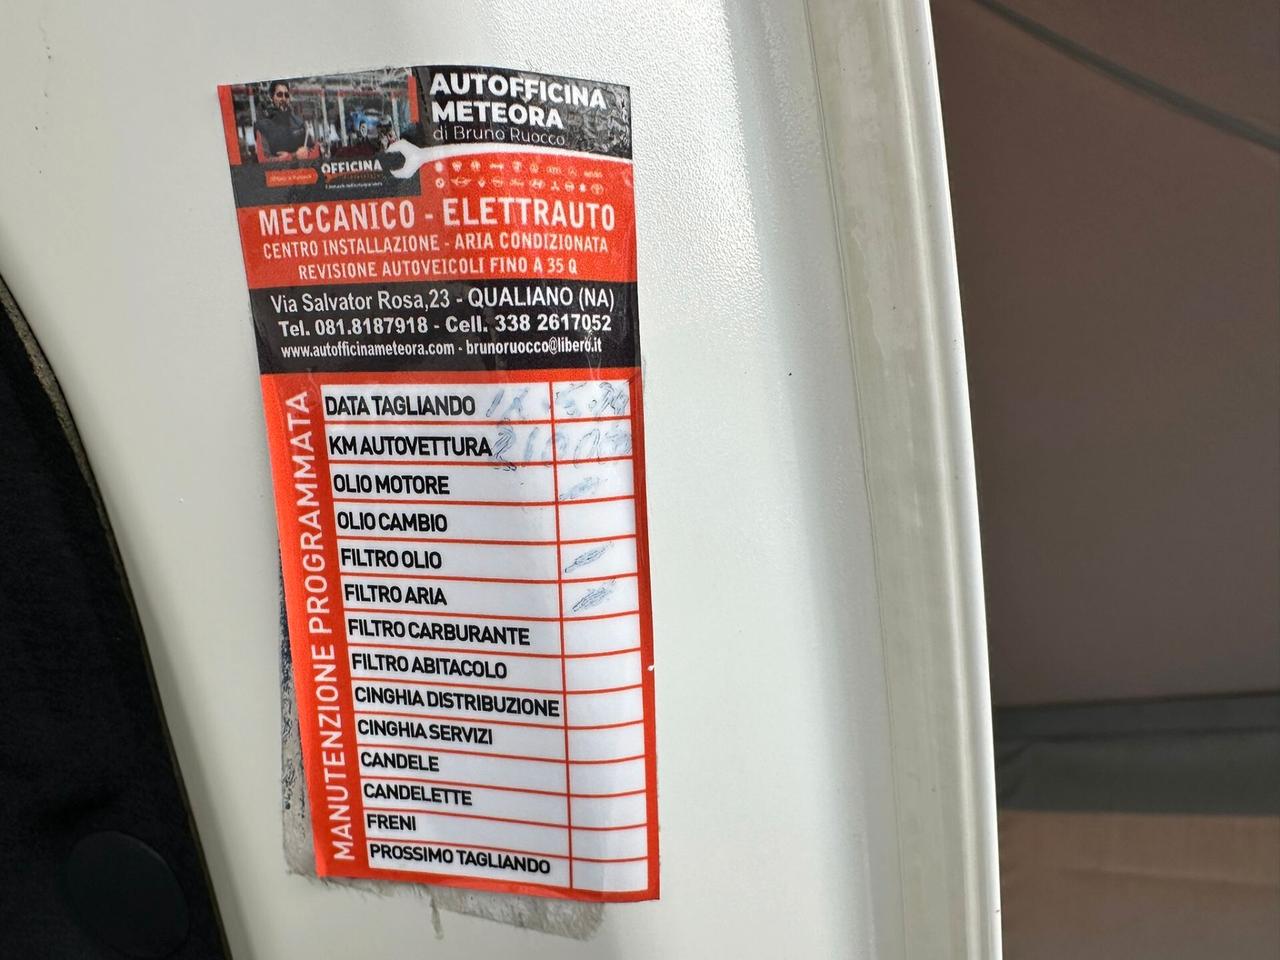 AUTOFFICINA
METEORA
di Bruno Ruocco
OFFICINA
MECCANICO - ELETTRAUTO
CENTRO INSTALLAZIONE - ARIA CONDIZIONATA
REVISIONE AUTOVEICOLI FINO A 35 Q
Via Salvator Rosa,23 - QUALIANO (NA)
Tel. 081.8187918 - Cell. 338 2617052
www.autofficinameteora.com - brunoruocco@libero.it
MANUTENZIONE PROGRAMMATA
DATA TAGLIANDO
KM AUTOVETTURA
OLIO MOTORE
OLIO CAMBIO
FILTRO OLIO
FILTRO ARIA
FILTRO CARBURANTE
FILTRO ABITACOLO
CINGHIA DISTRIBUZIONE
CINGHIA SERVIZI
CANDELE
CANDELETTE
FRENI
PROSSIMO TAGLIANDO